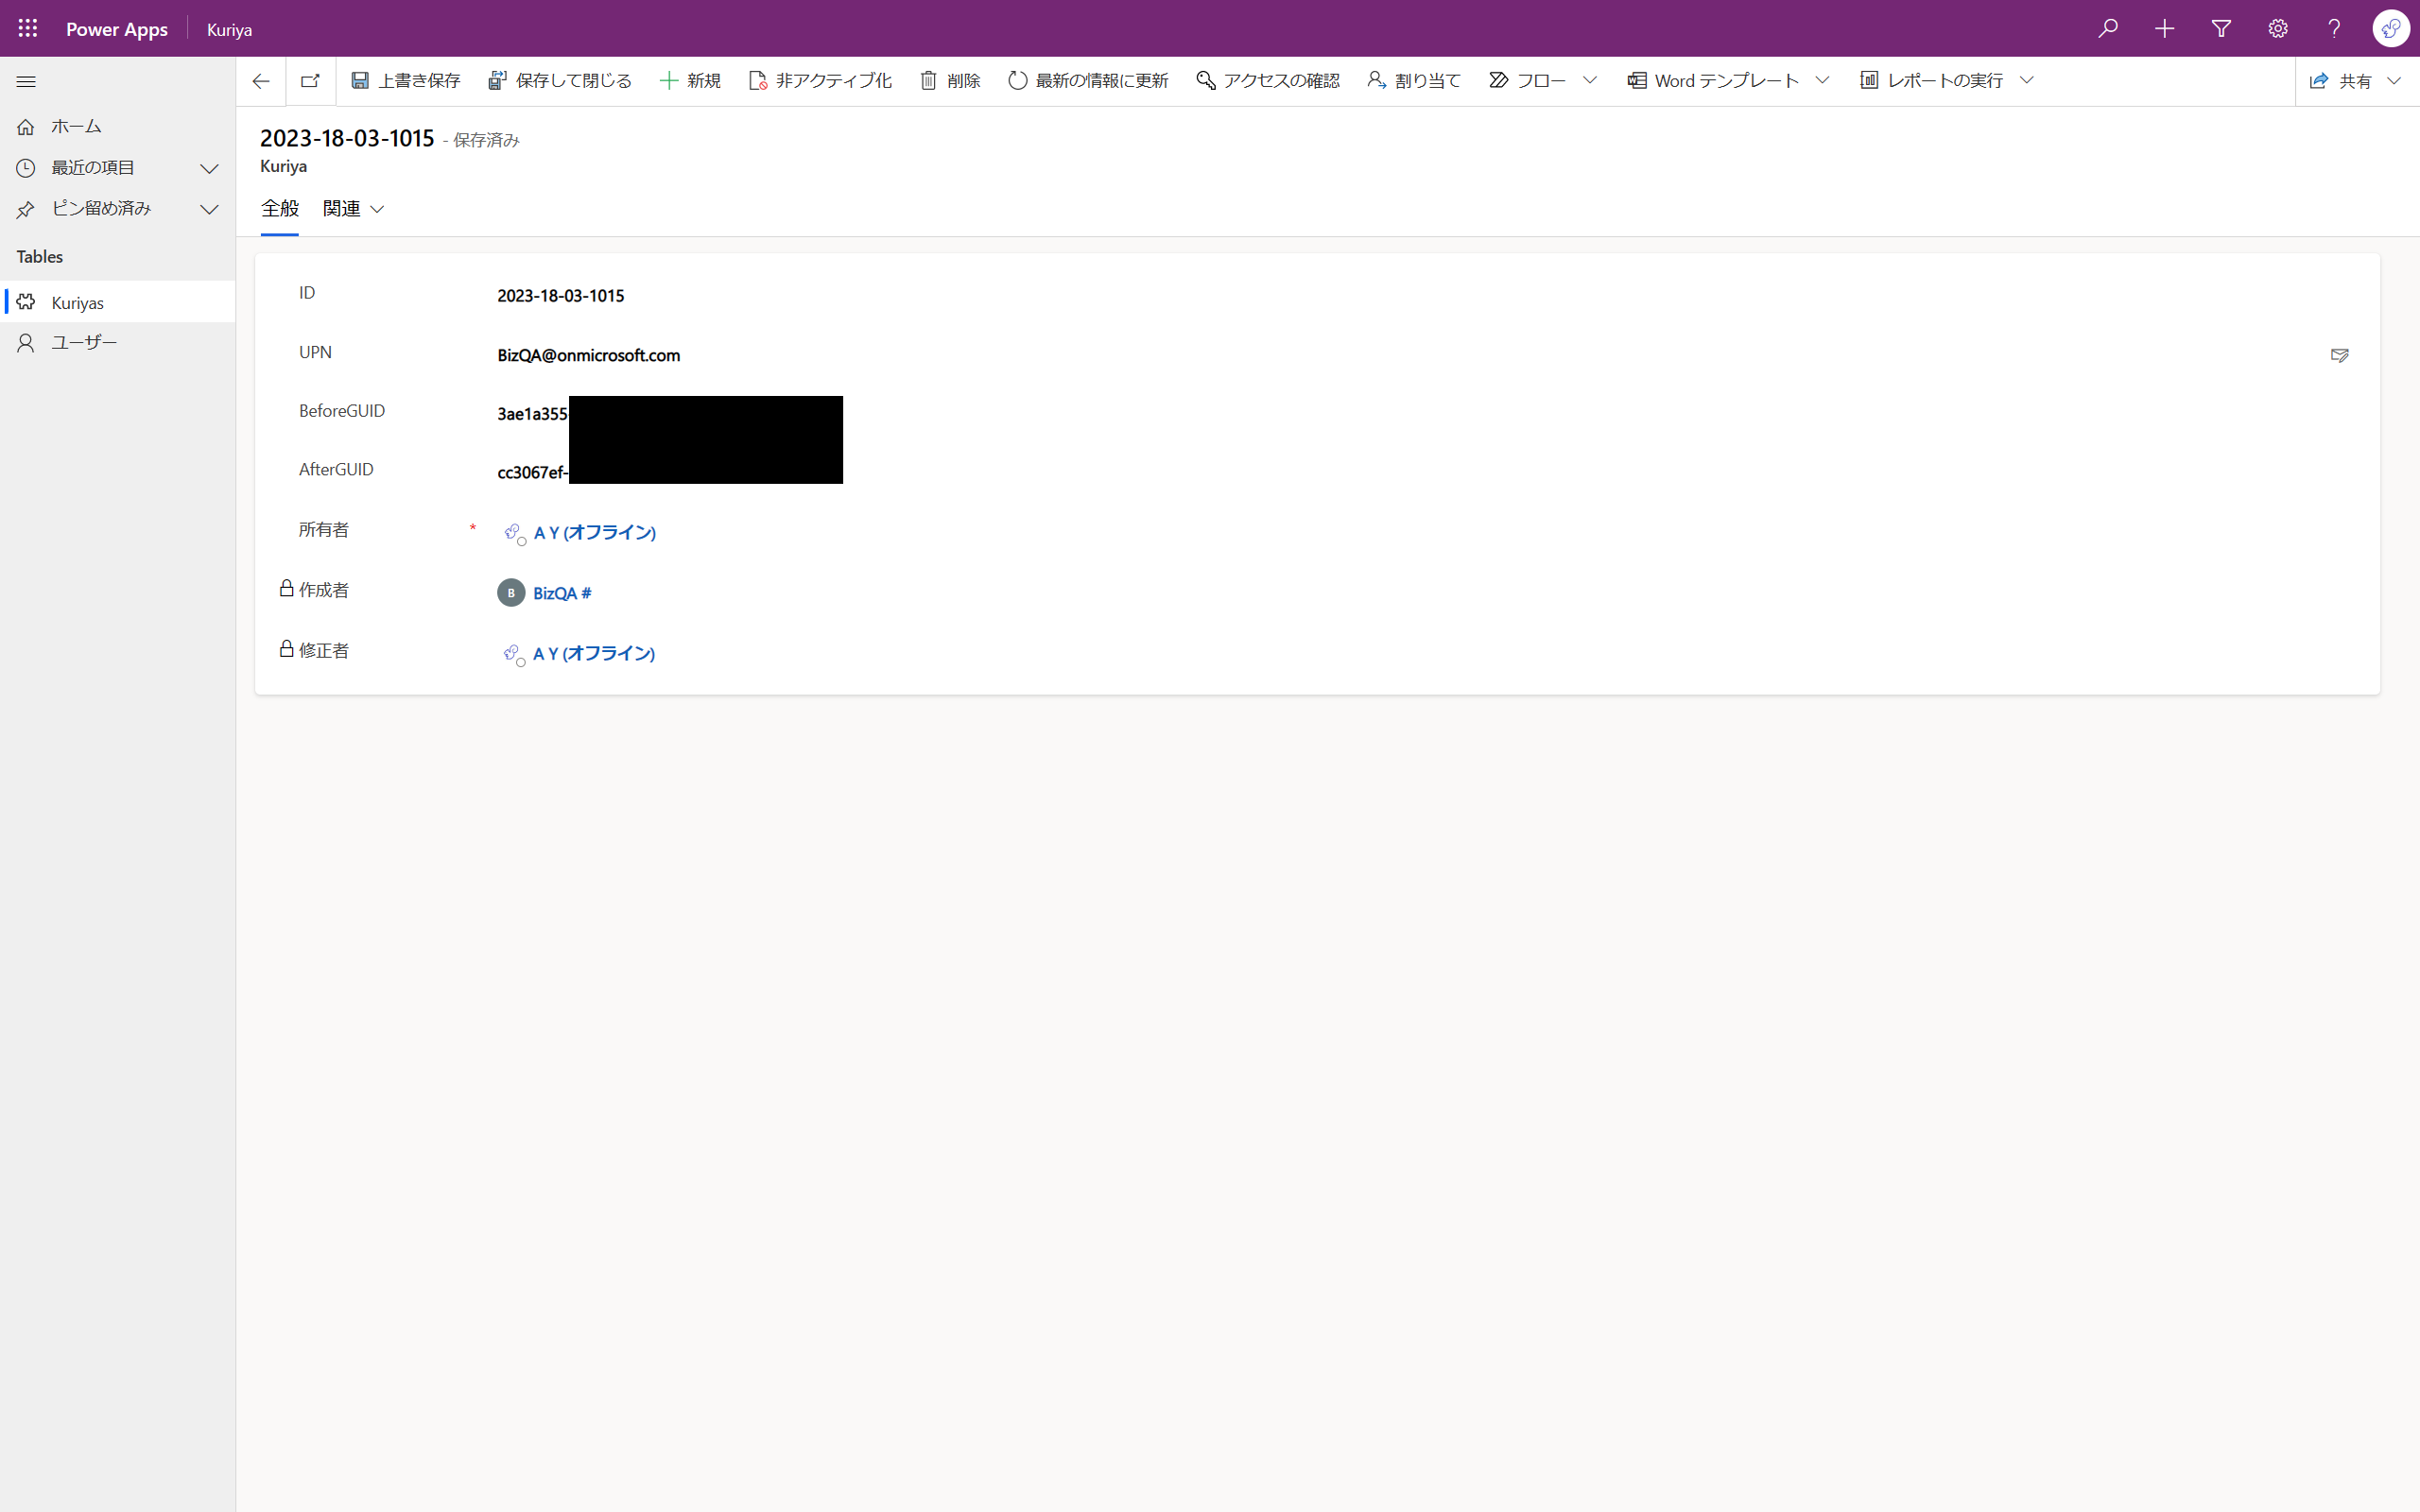 Power Apps Kuriya
上書き保存 保存して閉じる 新規 非アクティブ化 削除 最新の情報に更新 アクセスの確認 割り当て フロー Word テンプレート レポートの実行 共有
ホーム
最近の項目
ピン留め済み
Tables
Kuriyas
ユーザー
2023-18-03-1015 - 保存済み
Kuriya
全般 関連
ID 2023-18-03-1015
UPN BizQA@onmicrosoft.com
BeforeGUID 3ae1a355
AfterGUID cc3067ef-
所有者 * A Y (オフライン)
作成者 B BizQA #
修正者 A Y (オフライン)